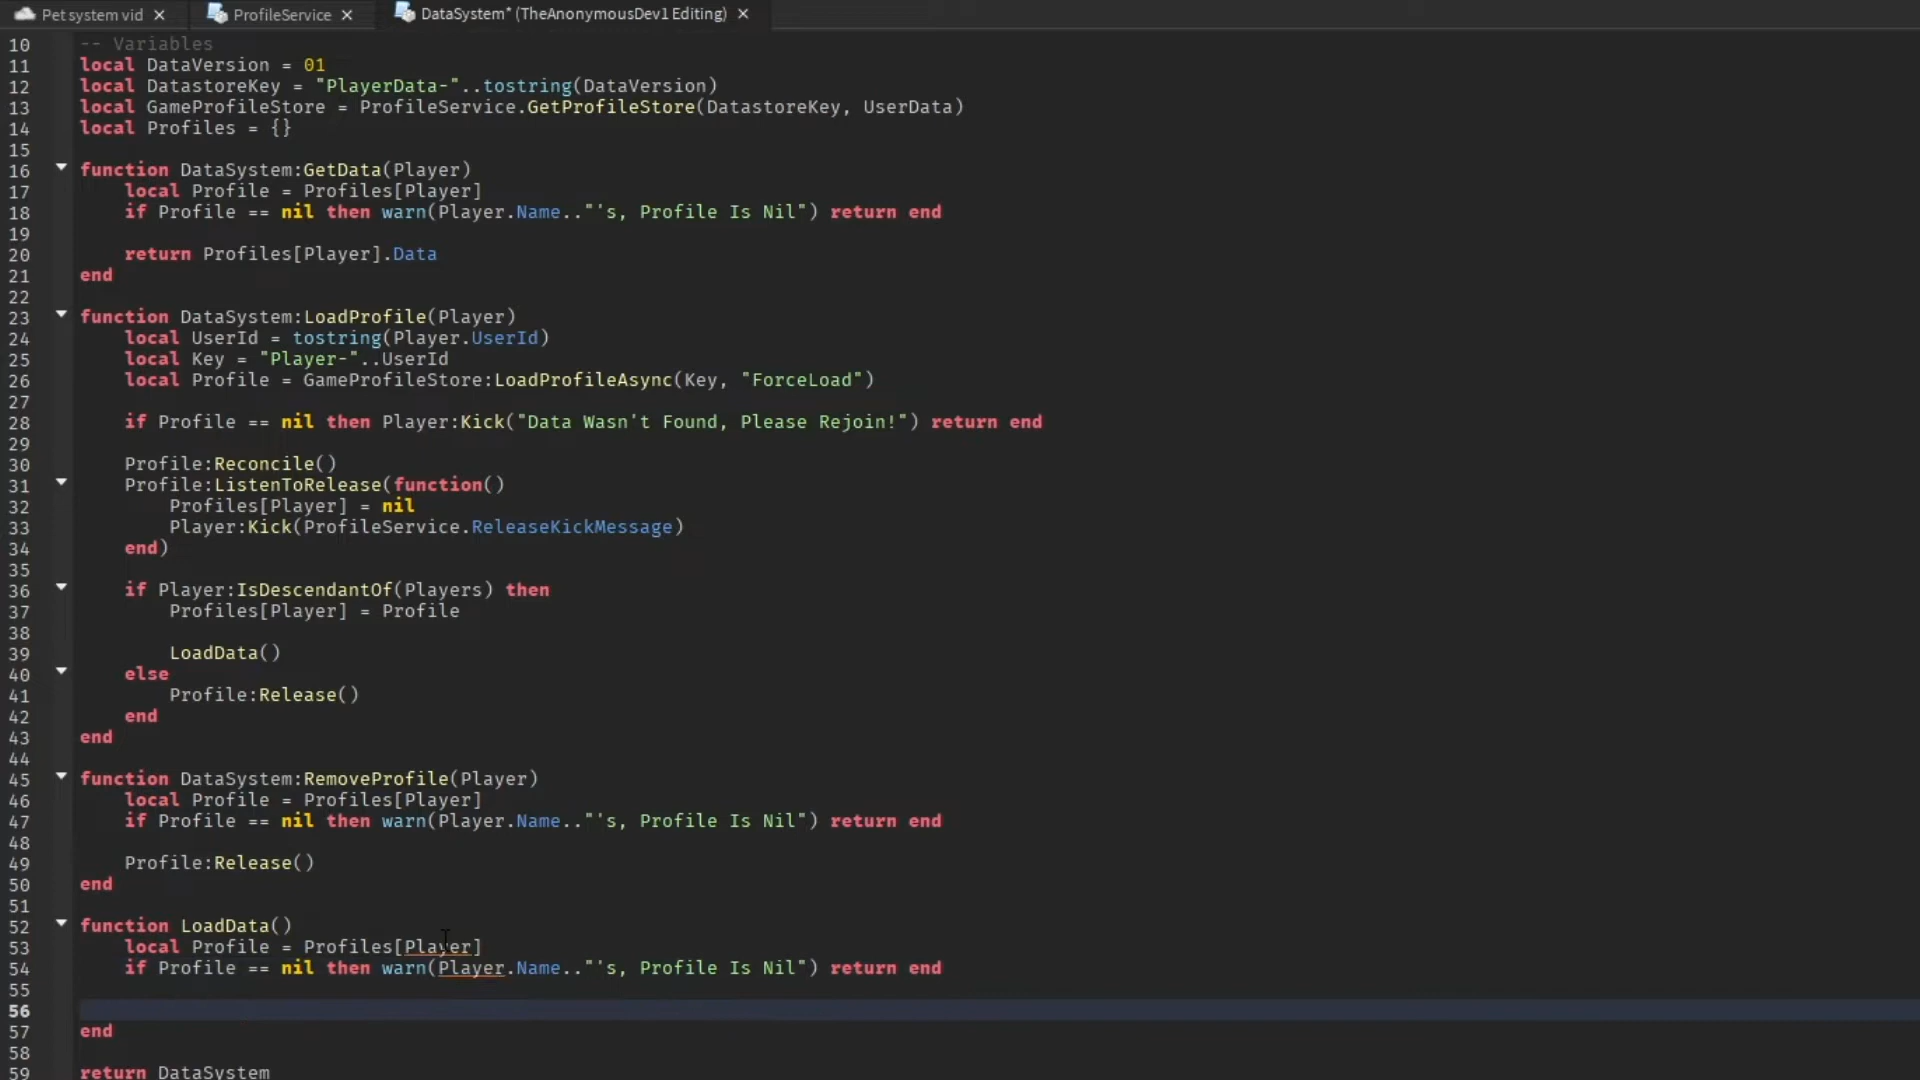 Pet system vid ProfileService DataSystem* (TheAnonymousDev1 Editing)
10 -- Variables
11 local DataVersion = 01
12 local DatastoreKey = "PlayerData-"..tostring(DataVersion)
13 local GameProfileStore = ProfileService.GetProfileStore(DatastoreKey, UserData)
14 local Profiles = {}
15
16 function DataSystem:GetData(Player)
17     local Profile = Profiles[Player]
18     if Profile == nil then warn(Player.Name.."'s, Profile Is Nil") return end
19
20     return Profiles[Player].Data
21 end
22
23 function DataSystem:LoadProfile(Player)
24     local UserId = tostring(Player.UserId)
25     local Key = "Player-"..UserId
26     local Profile = GameProfileStore:LoadProfileAsync(Key, "ForceLoad")
27
28     if Profile == nil then Player:Kick("Data Wasn't Found, Please Rejoin!") return end
29
30     Profile:Reconcile()
31     Profile:ListenToRelease(function()
32         Profiles[Player] = nil
33         Player:Kick(ProfileService.ReleaseKickMessage)
34     end)
35
36     if Player:IsDescendantOf(Players) then
37         Profiles[Player] = Profile
38
39         LoadData()
40     else
41         Profile:Release()
42     end
43 end
44
45 function DataSystem:RemoveProfile(Player)
46     local Profile = Profiles[Player]
47     if Profile == nil then warn(Player.Name.."'s, Profile Is Nil") return end
48
49     Profile:Release()
50 end
51
52 function LoadData()
53     local Profile = Profiles[Player]
54     if Profile == nil then warn(Player.Name.."'s, Profile Is Nil") return end
55
56
57 end
58
59 return DataSystem